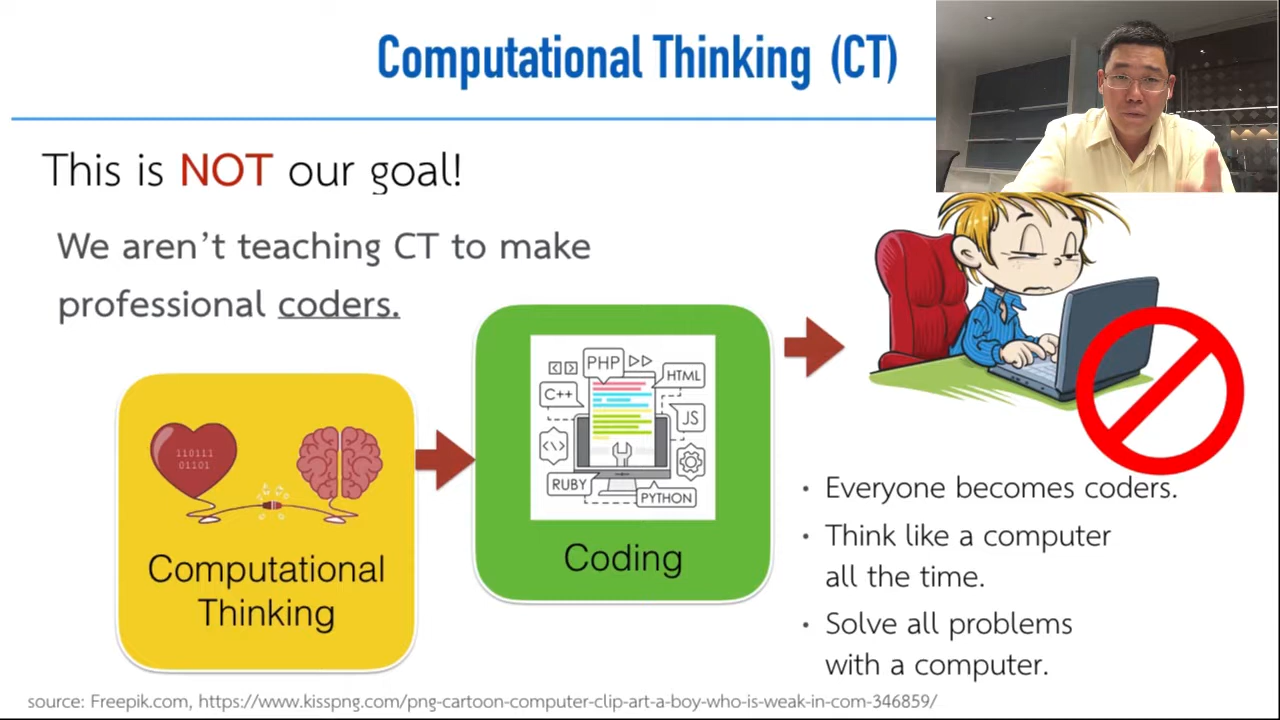 Computational Thinking (CT)
This is NOT our goal!
We aren’t teaching CT to make
professional coders.
110111
01101
Computational
Thinking
PHP
HTML
C++
JS
RUBY
PYTHON
Coding
• Everyone becomes coders.
• Think like a computer
all the time.
• Solve all problems
with a computer.
source: Freepik.com, https://www.kisspng.com/png-cartoon-computer-clip-art-a-boy-who-is-weak-in-com-346859/